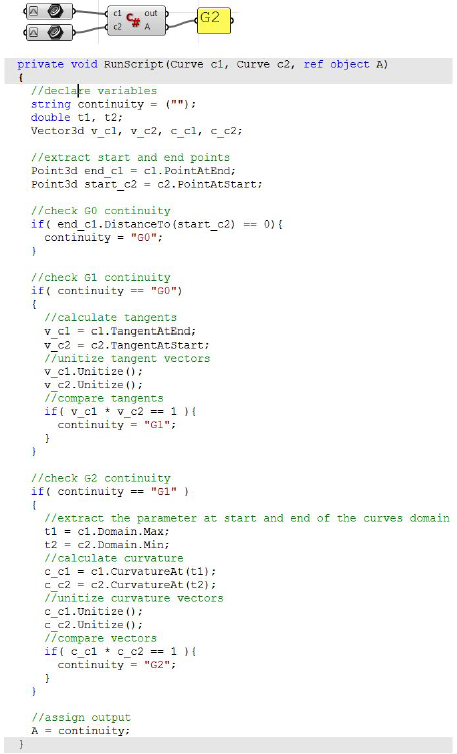 c1 out
c2 A
C#
G2
private void RunScript(Curve c1, Curve c2, ref object A)
{
//declare variables
string continuity = ("");
double t1, t2;
Vector3d v_c1, v_c2, c_c1, c_c2;
//extract start and end points
Point3d end_c1 = c1.PointAtEnd;
Point3d start_c2 = c2.PointAtStart;
//check G0 continuity
if( end_c1.DistanceTo(start_c2) == 0){
continuity = "G0";
}
//check G1 continuity
if( continuity == "G0")
{
//calculate tangents
v_c1 = c1.TangentAtEnd;
v_c2 = c2.TangentAtStart;
//unitize tangent vectors
v_c1.Unitize();
v_c2.Unitize();
//compare tangents
if( v_c1 * v_c2 == 1 ){
continuity = "G1";
}
}
//check G2 continuity
if( continuity == "G1" )
{
//extract the parameter at start and end of the curves domain
t1 = c1.Domain.Max;
t2 = c2.Domain.Min;
//calculate curvature
c_c1 = c1.CurvatureAt(t1);
c_c2 = c2.CurvatureAt(t2);
//unitize curvature vectors
c_c1.Unitize();
c_c2.Unitize();
//compare vectors
if( c_c1 * c_c2 == 1 ){
continuity = "G2";
}
}
//assign output
A = continuity;
}